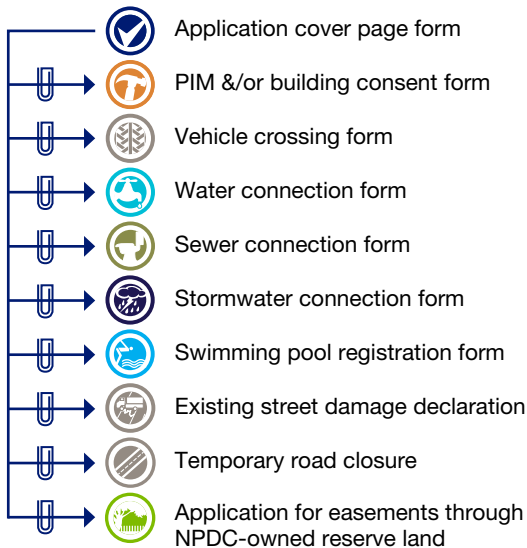 Application cover page form
PIM &/or building consent form
Vehicle crossing form
Water connection form
Sewer connection form
Stormwater connection form
Swimming pool registration form
Existing street damage declaration
Temporary road closure
Application for easements through
NPDC-owned reserve land